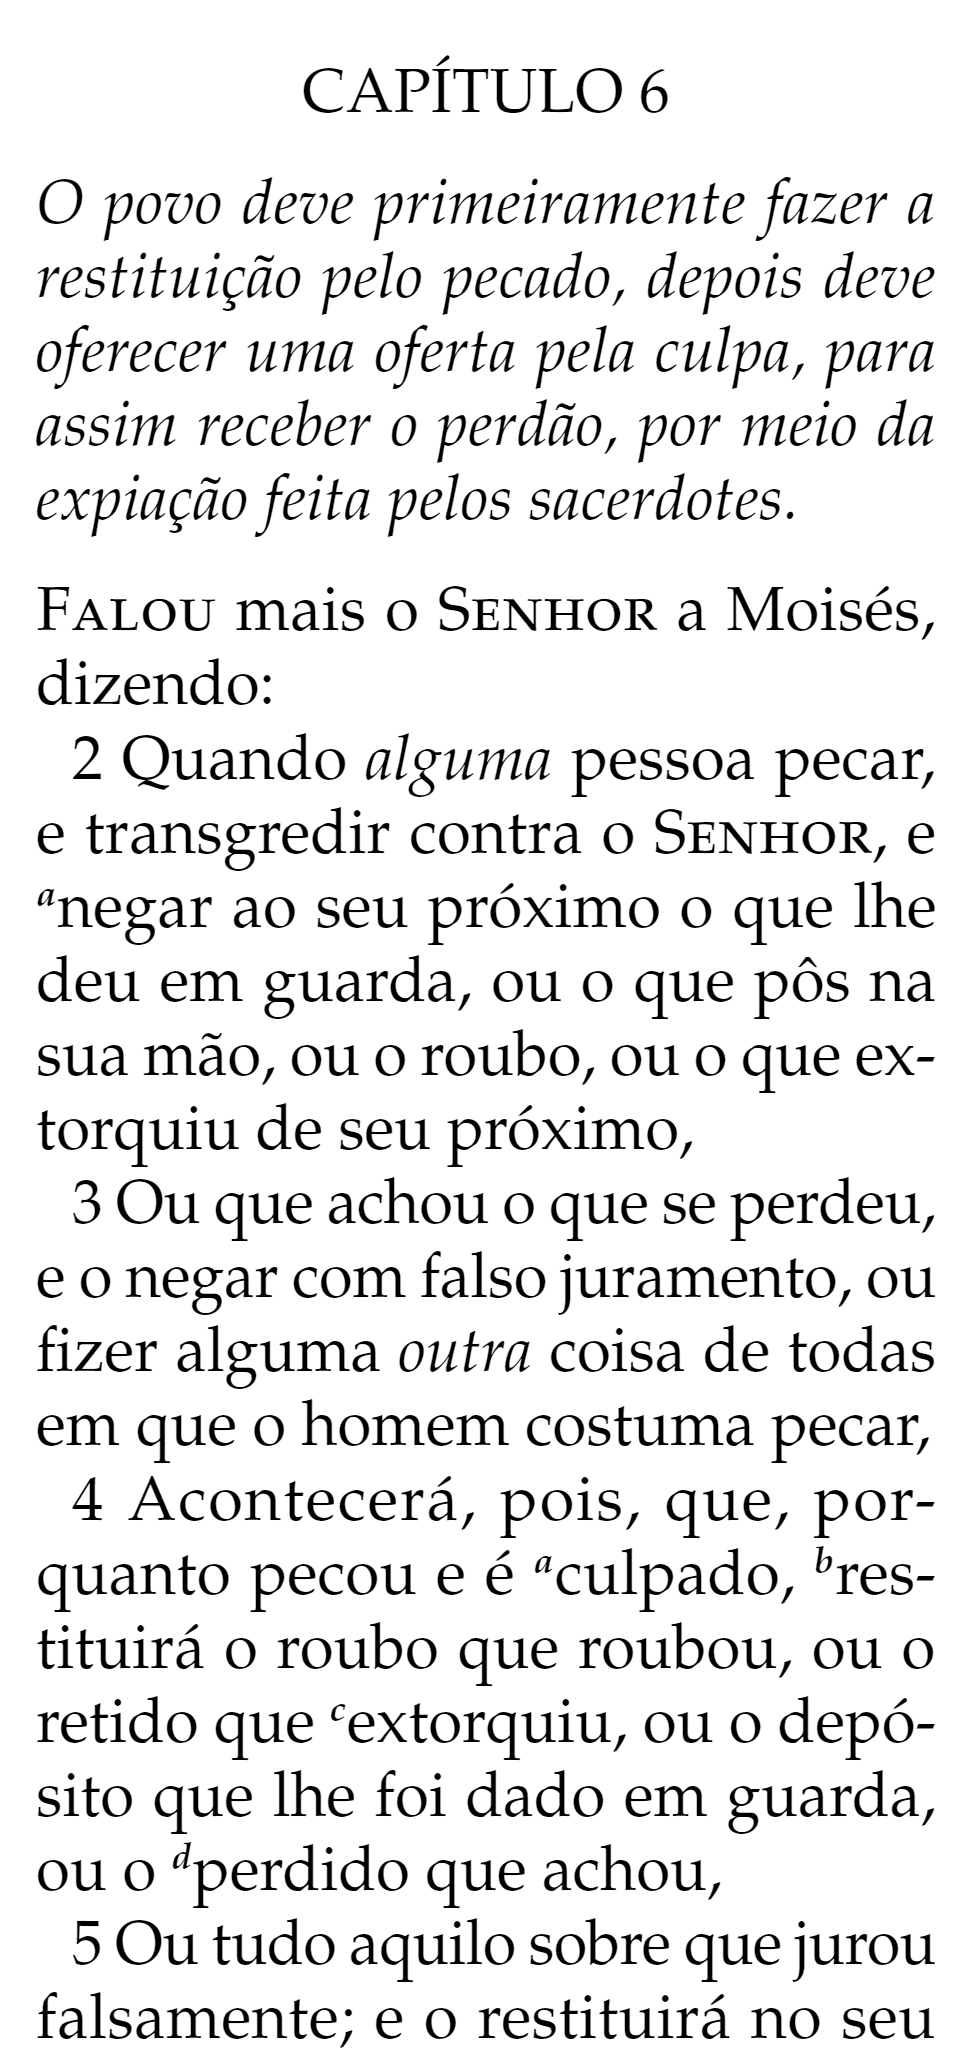 CAPÍTULO 6
O povo deve primeiramente fazer a
restituição pelo pecado, depois deve
oferecer uma oferta pela culpa, para
assim receber o perdão, por meio da
expiação feita pelos sacerdotes.
FALOU mais o SENHOR a Moisés,
dizendo:
2 Quando alguma pessoa pecar,
e transgredir contra o SENHOR, e
anegar ao seu próximo o que lhe
deu em guarda, ou o que pôs na
sua mão, ou o roubo, ou o que ex-
torquiu de seu próximo,
3 Ou que achou o que se perdeu,
e o negar com falso juramento, ou
fizer alguma outra coisa de todas
em que o homem costuma pecar,
4 Acontecerá, pois, que, por-
quanto pecou e é aculpado, bres-
tituirá o roubo que roubou, ou o
retido que cextorquiu, ou o depó-
sito que lhe foi dado em guarda,
ou o dperdido que achou,
5 Ou tudo aquilo sobre que jurou
falsamente; e o restituirá no seu